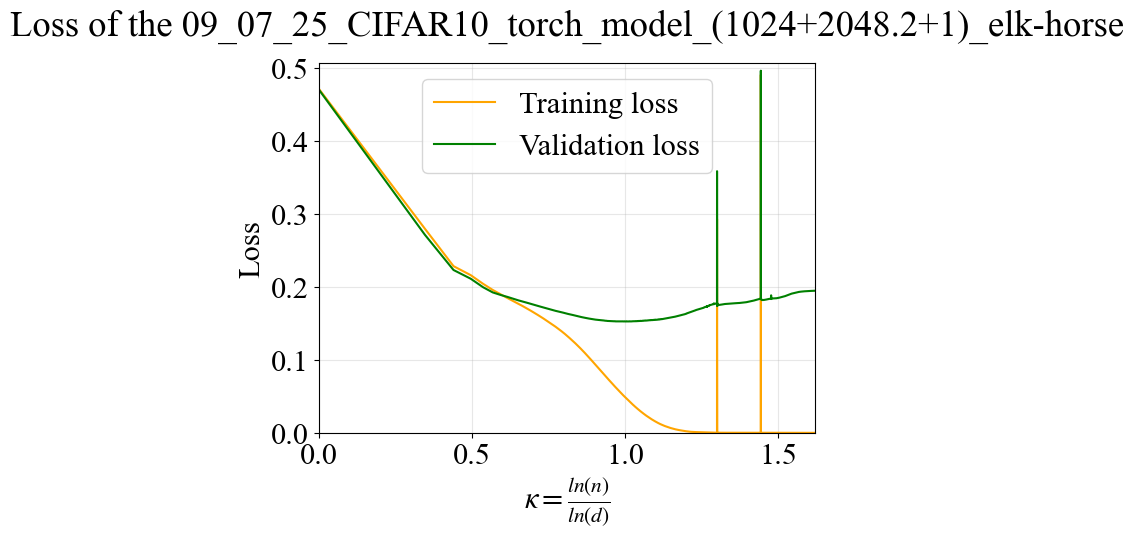 Loss of the 09_07_25_CIFAR10_torch_model_(1024+2048.2+1)_elk-horse
0.5
0.4
0.3
0.2
0.1
0.0
Loss
Training loss
Validation loss
0.0 0.5 1.0 1.5
κ = ln(n)/ln(d)